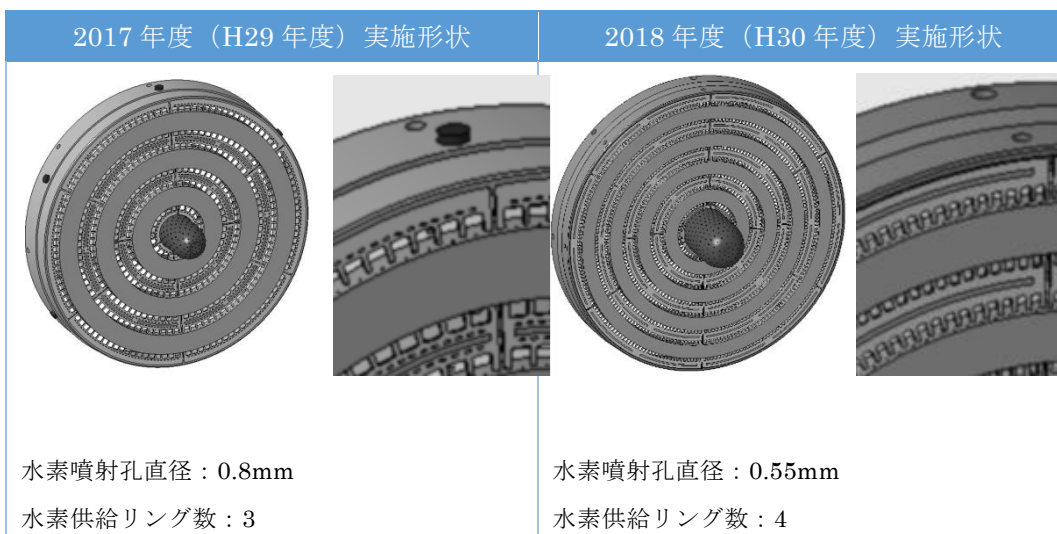 2017 年度（H29 年度）実施形状
2018 年度（H30 年度）実施形状
水素噴射孔直径：0.8mm
水素供給リング数：3
水素噴射孔直径：0.55mm
水素供給リング数：4